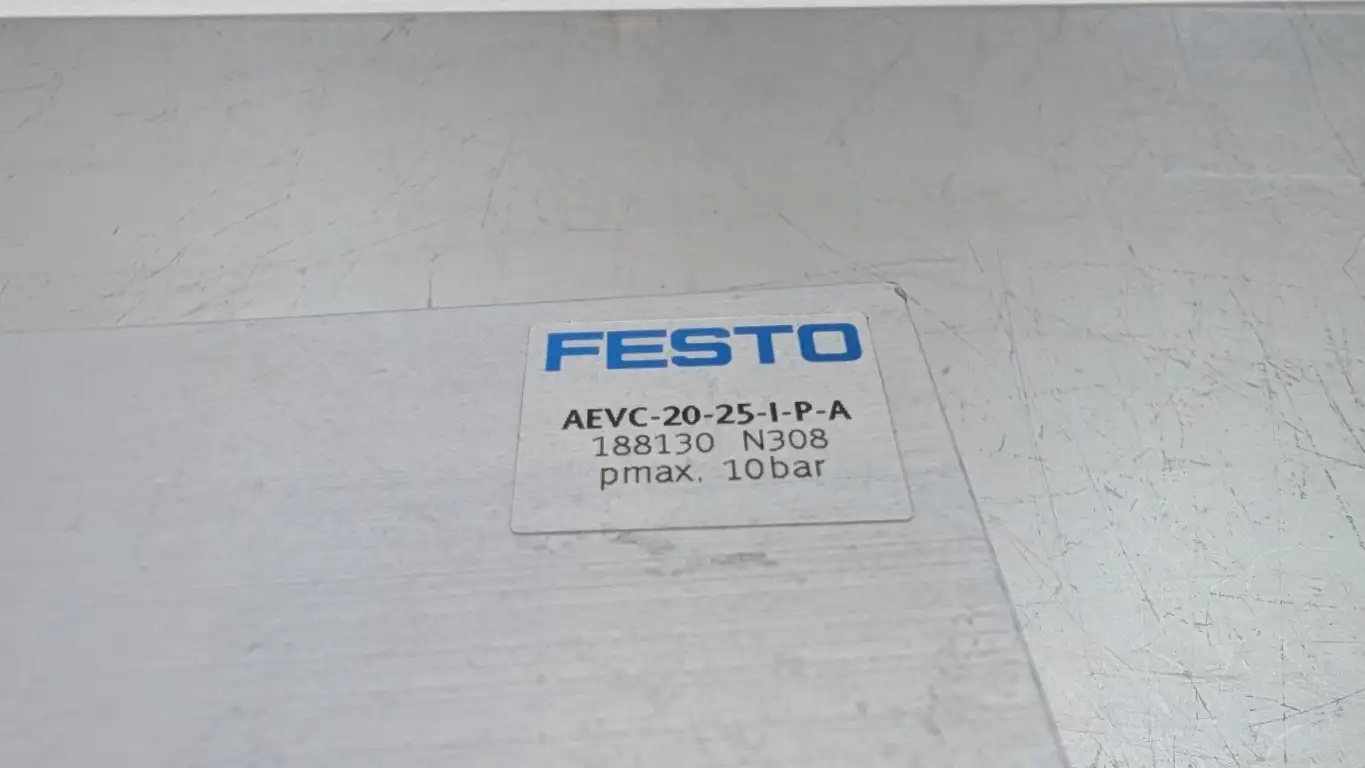 FESTO
AEVC-20-25-I-P-A
188130 N308
pmax. 10bar